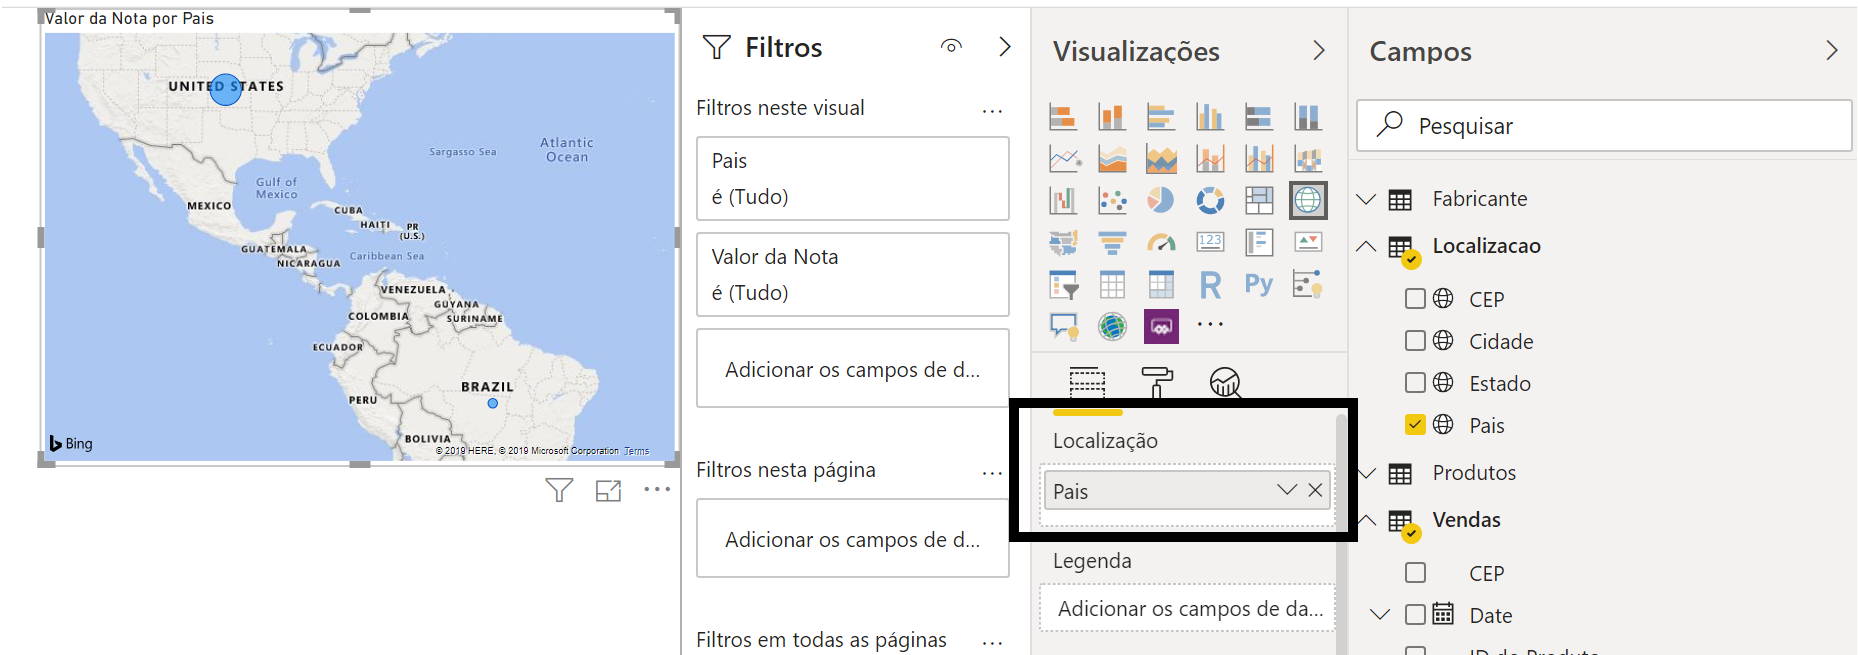 Valor da Nota por Pais
UNITED STATES
Atlantic
Ocean
Sargasso Sea
Gulf of
Mexico
MEXICO
CUBA
HAITI
PR
(U.S.)
GUATEMALA
Caribbean Sea
NICARAGUA
VENEZUELA
GUYANA
COLOMBIA
SURINAME
ECUADOR
BRAZIL
PERU
BOLIVIA
Bing
© 2019 HERE, © 2019 Microsoft Corporation Terms
Filtros
Filtros neste visual ...
Pais
é (Tudo)
Valor da Nota
é (Tudo)
Adicionar os campos de d...
Filtros nesta página ...
Adicionar os campos de d...
Filtros em todas as páginas ...
Visualizações
123
R
Py
...
Localização
Pais
Legenda
Adicionar os campos de da...
Campos
Pesquisar
Fabricante
Localizacao
CEP
Cidade
Estado
Pais
Produtos
Vendas
CEP
Date
ID do Produto